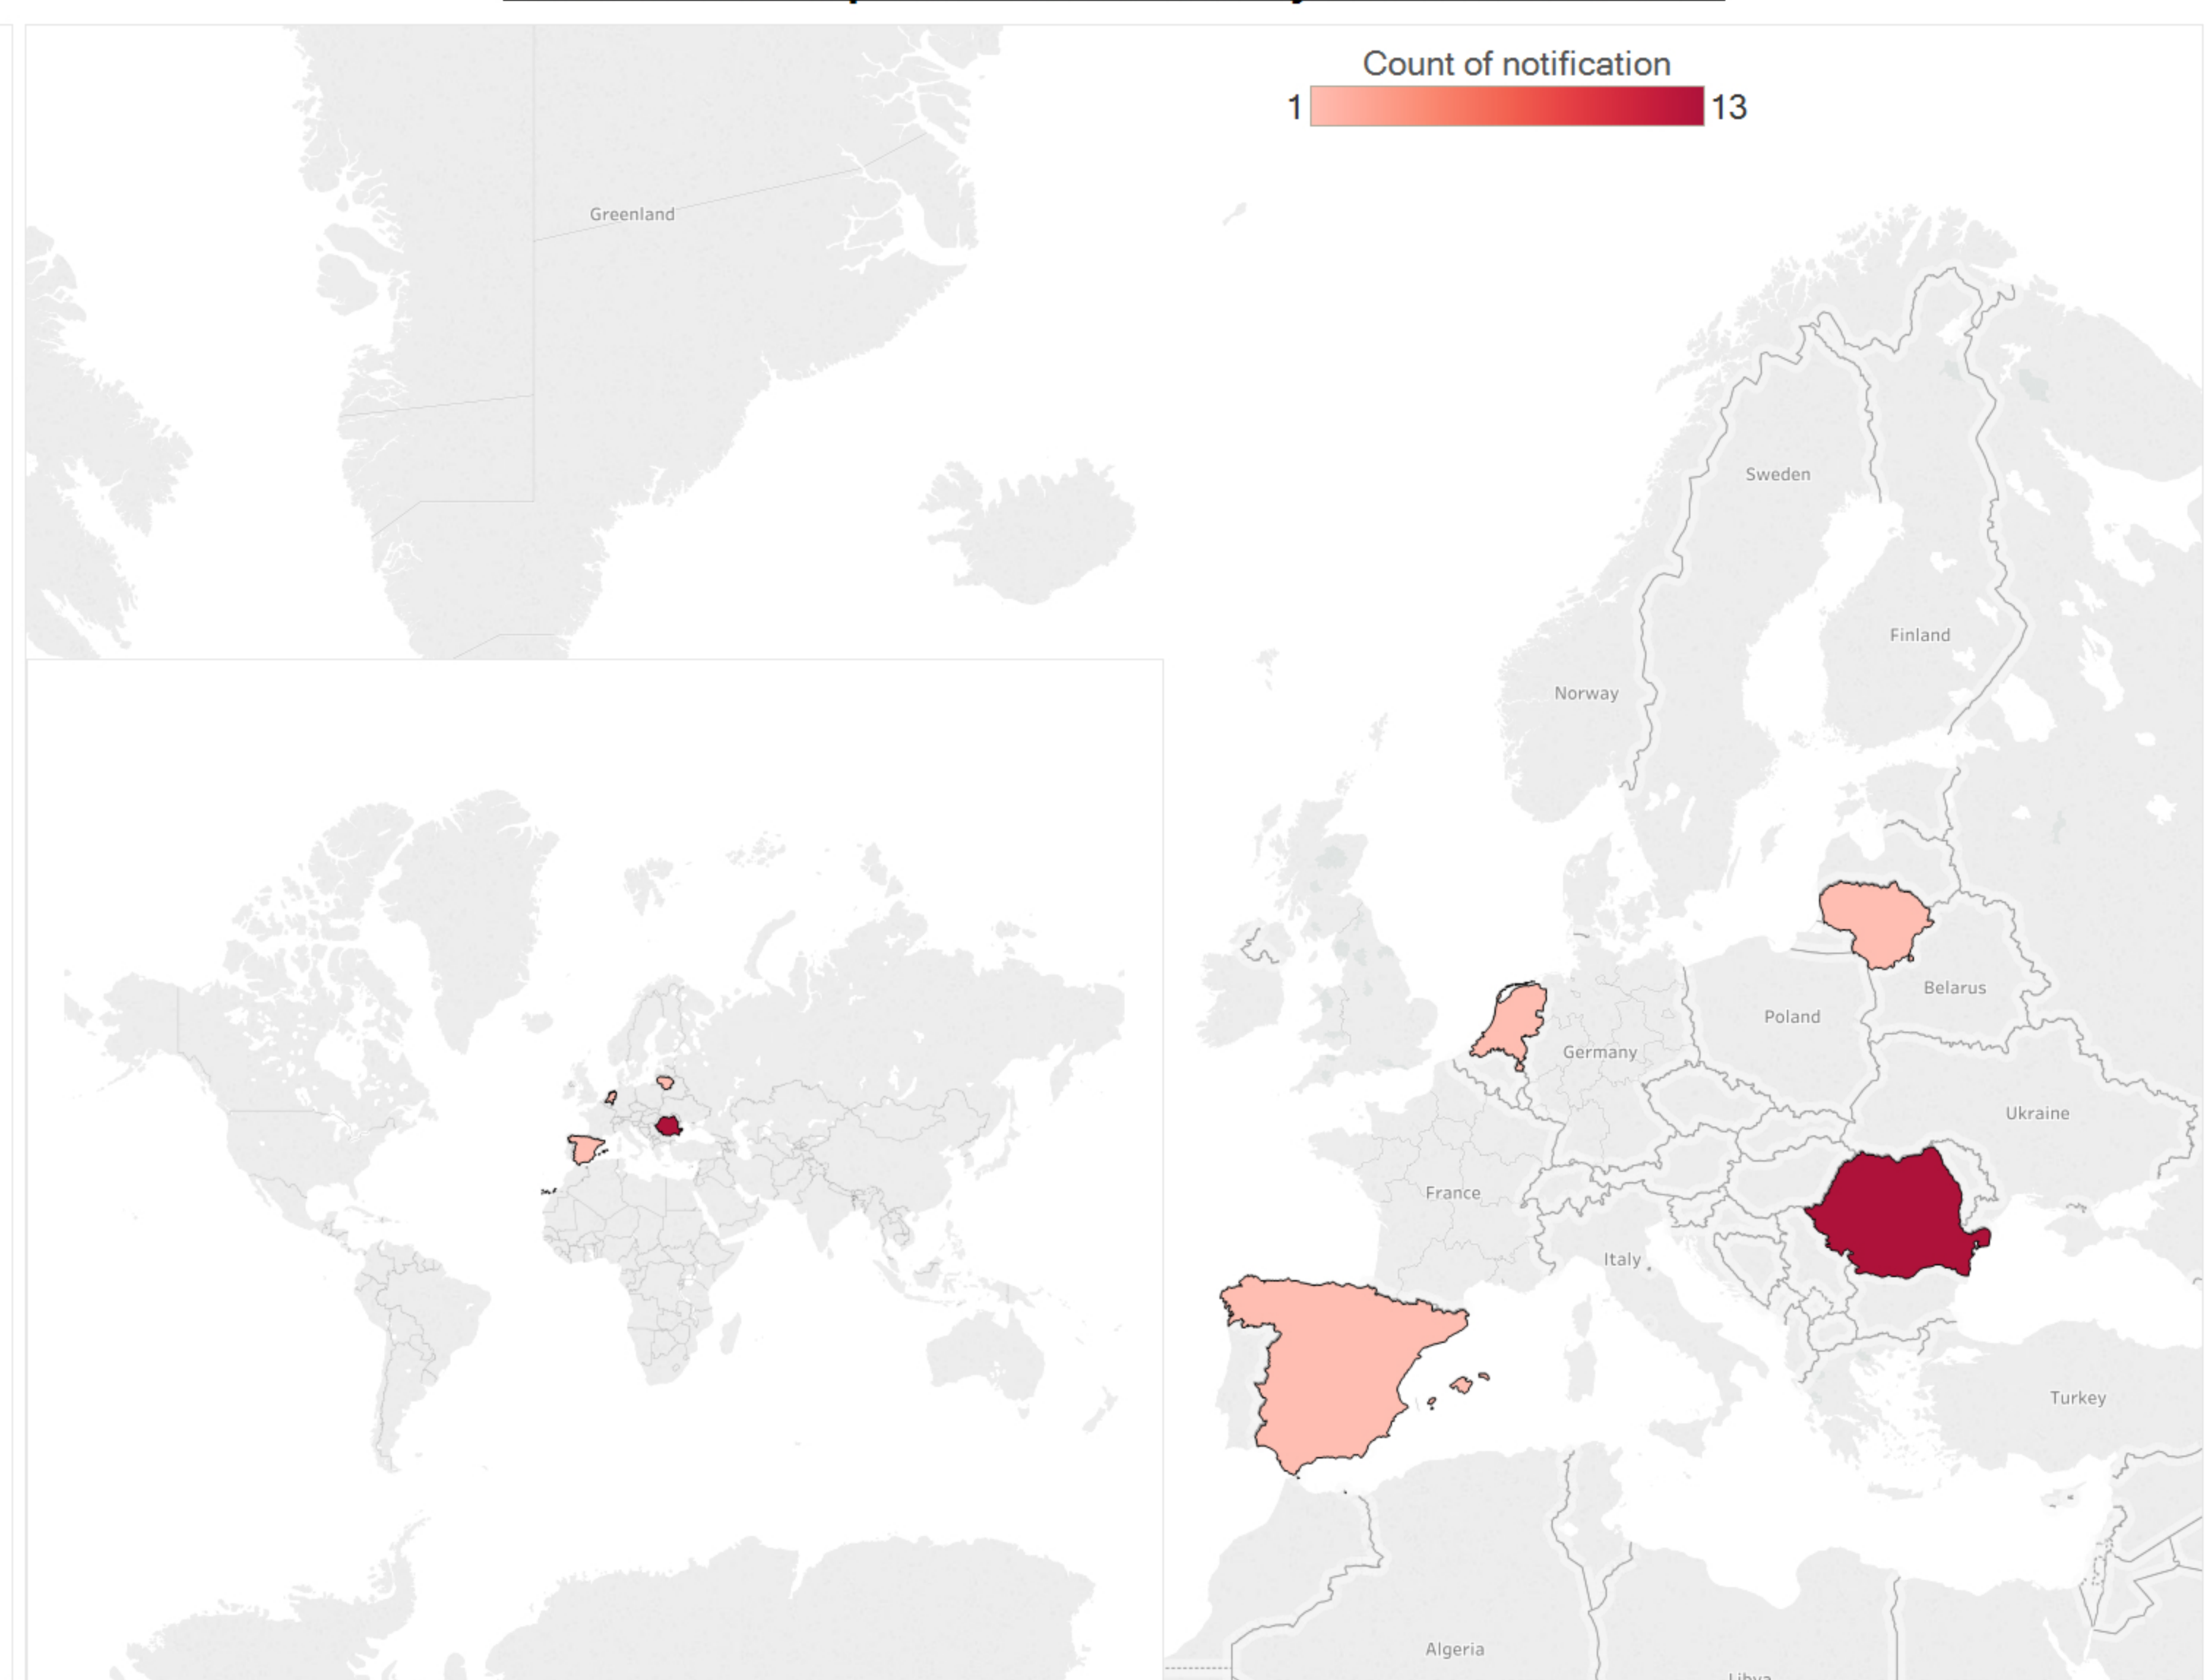 Count of notification
1 13
Greenland
Sweden
Finland
Norway
Belarus
Poland
Germany
Ukraine
France
Italy
Turkey
Algeria